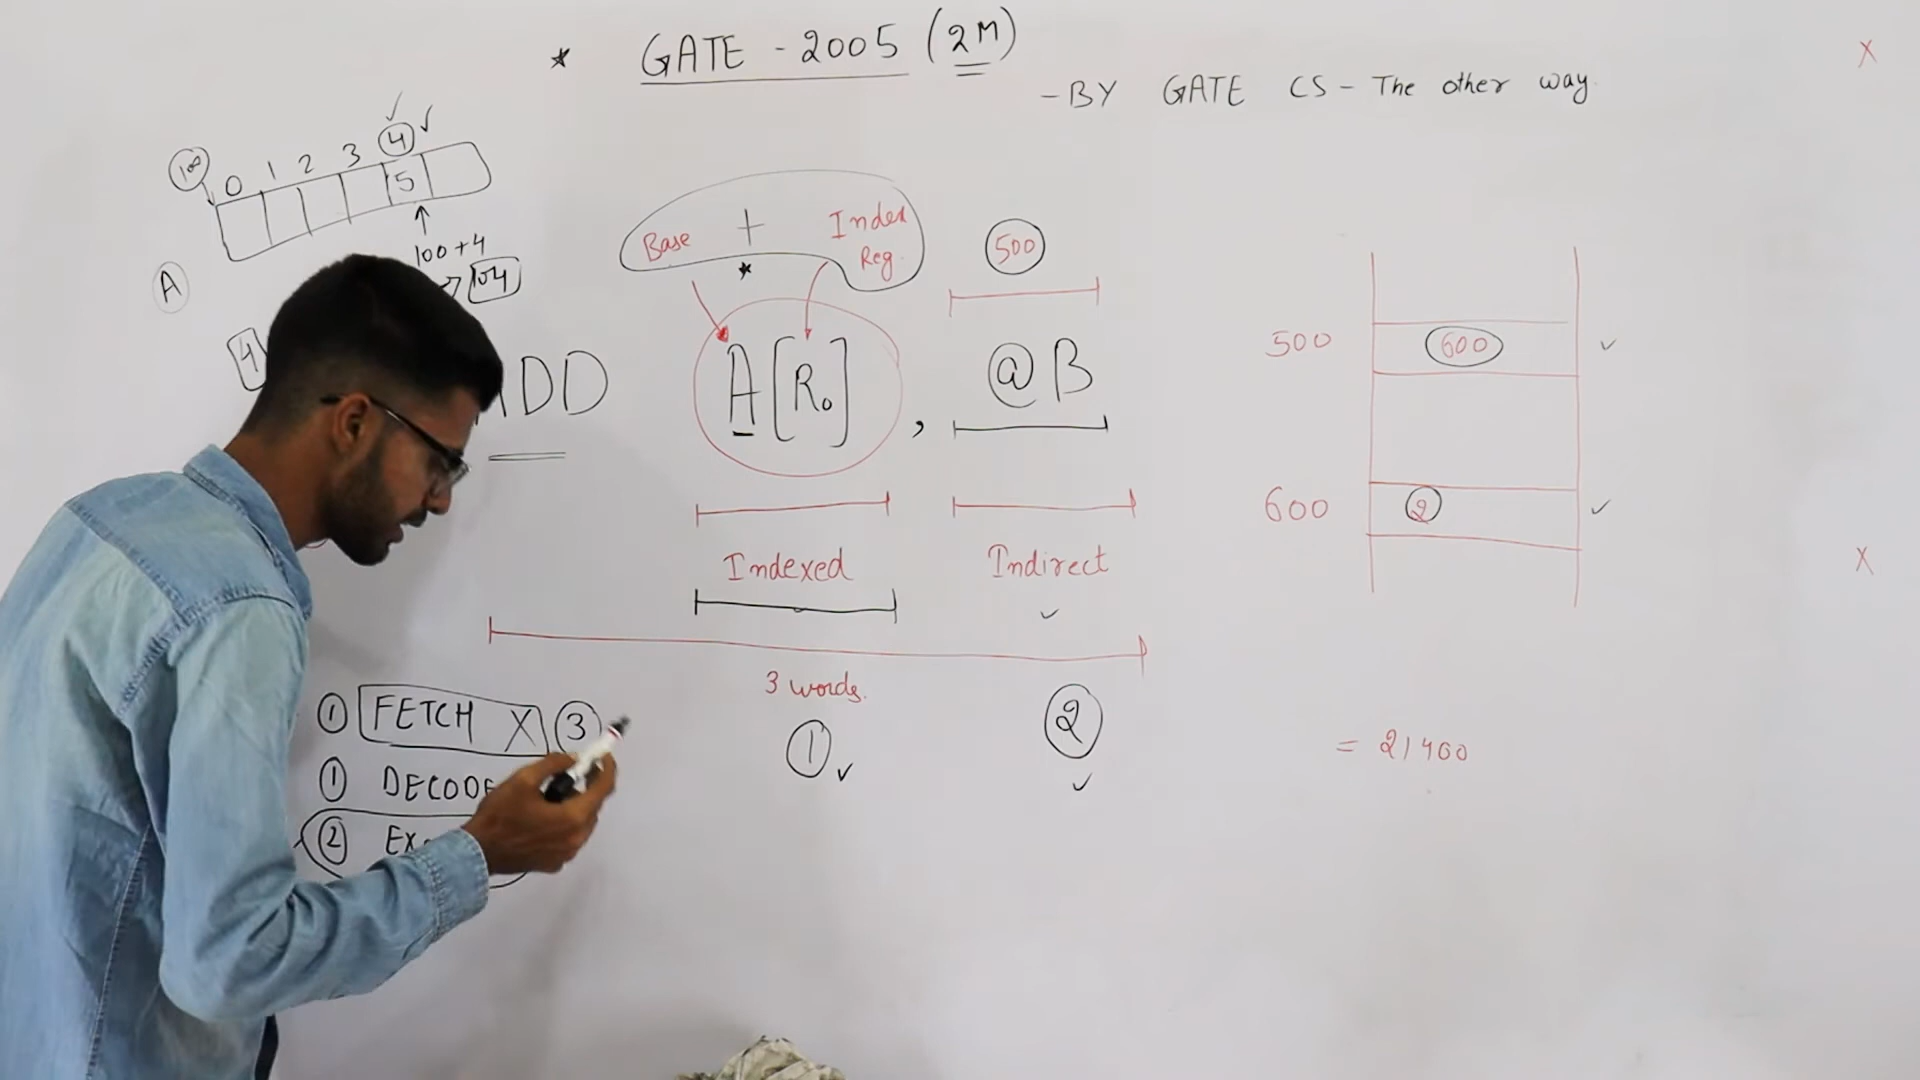 * GATE - 2005 (2M)
-BY GATE CS - The other way.
100 0 1 2 3 4
5
100+4
104
A
4
Base + Index Reg.
*
500
ADD A[R₀], @B
500 600
600 2
Indexed Indirect
3 words.
1 2
① FETCH X ③
① DECODE
② EX
= 21400
X
X